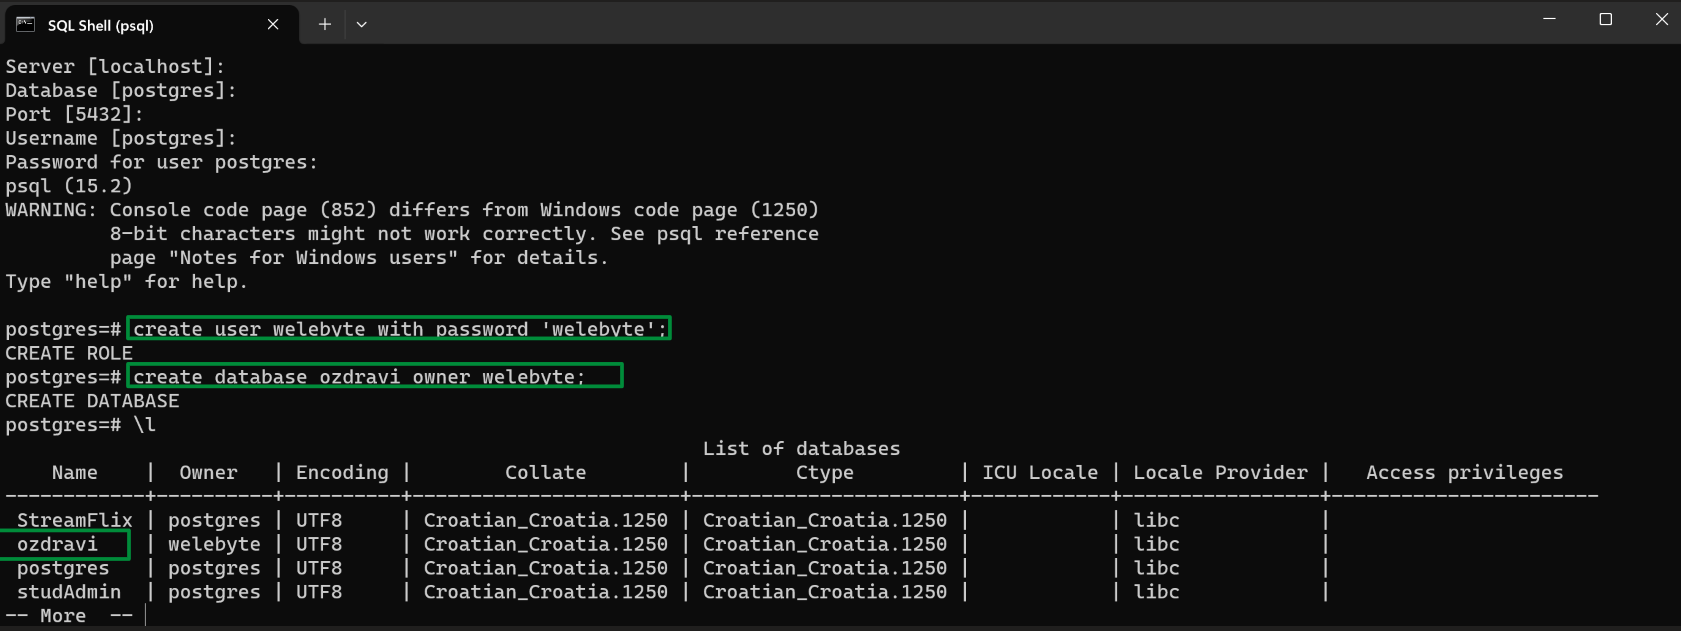 SQL Shell (psql)
Server [localhost]:
Database [postgres]:
Port [5432]:
Username [postgres]:
Password for user postgres:
psql (15.2)
WARNING: Console code page (852) differs from Windows code page (1250)
         8-bit characters might not work correctly. See psql reference
         page "Notes for Windows users" for details.
Type "help" for help.

postgres=# create user welebyte with password 'welebyte';
CREATE ROLE
postgres=# create database ozdravi owner welebyte;
CREATE DATABASE
postgres=# \l
                                                            List of databases
    Name    |  Owner   | Encoding |        Collate        |         Ctype         | ICU Locale | Locale Provider |   Access privileges
------------+----------+----------+-----------------------+-----------------------+------------+-----------------+-----------------------
 StreamFlix | postgres | UTF8     | Croatian_Croatia.1250 | Croatian_Croatia.1250 |            | libc            |
 ozdravi    | welebyte | UTF8     | Croatian_Croatia.1250 | Croatian_Croatia.1250 |            | libc            |
 postgres   | postgres | UTF8     | Croatian_Croatia.1250 | Croatian_Croatia.1250 |            | libc            |
 studAdmin  | postgres | UTF8     | Croatian_Croatia.1250 | Croatian_Croatia.1250 |            | libc            |
-- More  --